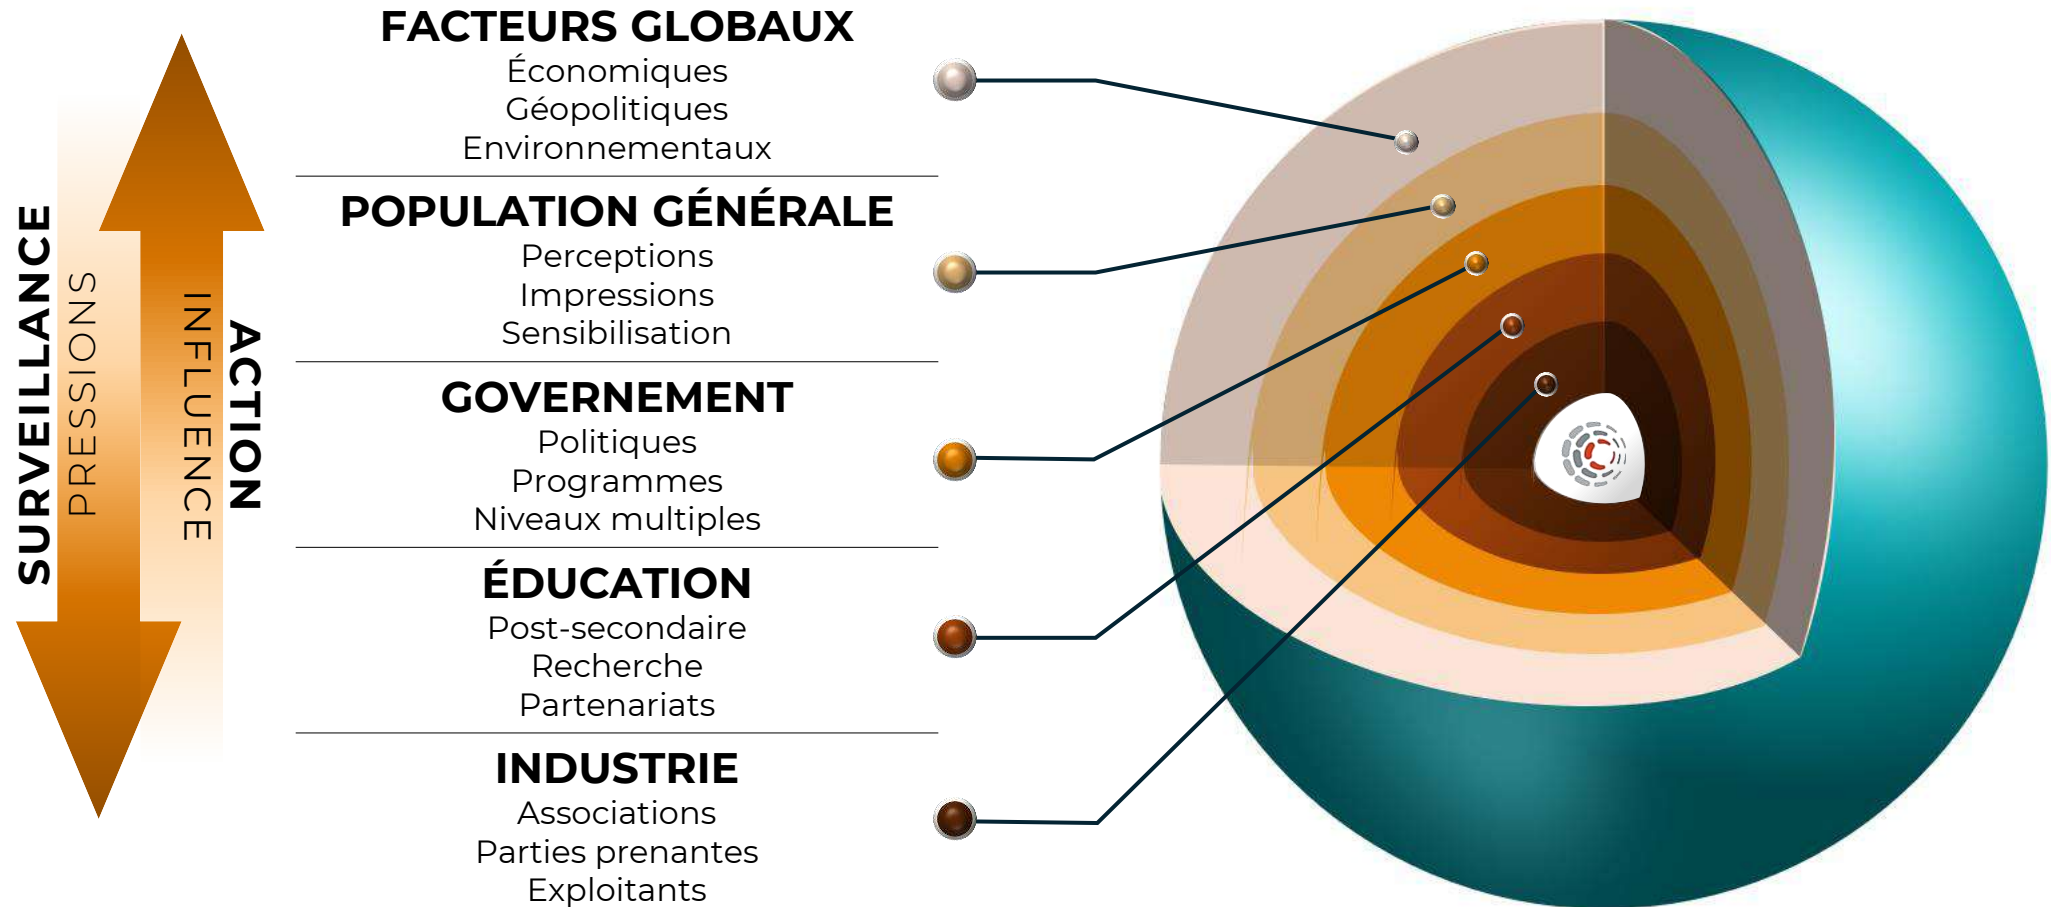 SURVEILLANCE
PRESSIONS
INFLUENCE
ACTION
FACTEURS GLOBAUX
Économiques
Géopolitiques
Environnementaux
POPULATION GÉNÉRALE
Perceptions
Impressions
Sensibilisation
GOVERNEMENT
Politiques
Programmes
Niveaux multiples
ÉDUCATION
Post-secondaire
Recherche
Partenariats
INDUSTRIE
Associations
Parties prenantes
Exploitants